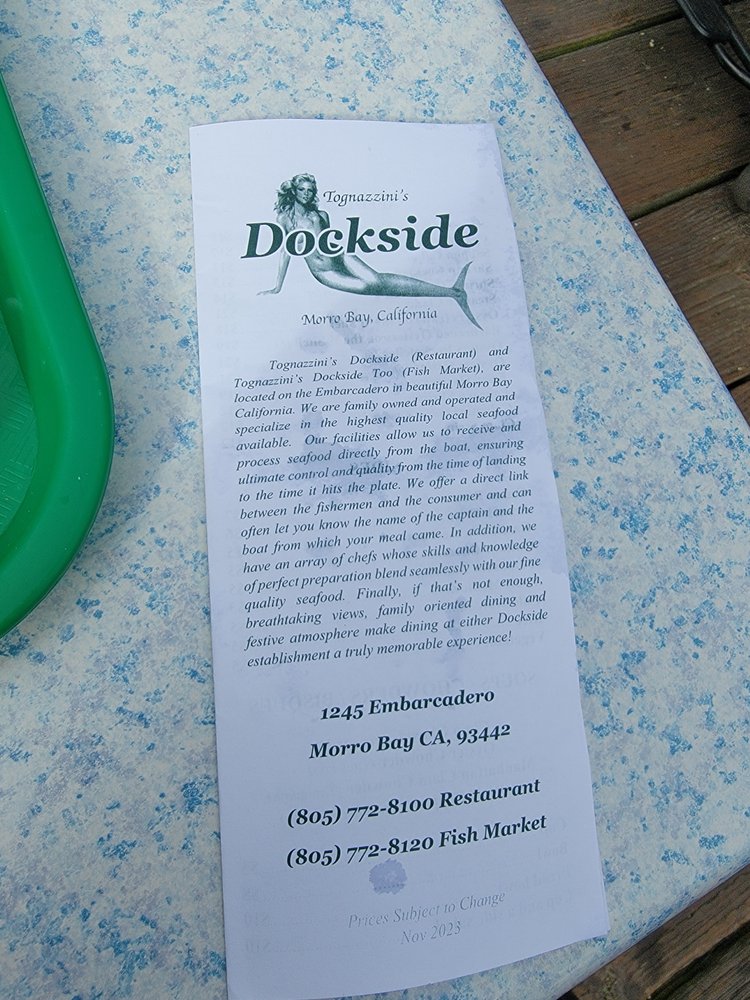 Tognazzini's
Dockside
Morro Bay, California
Tognazzini's Dockside (Restaurant) and
Tognazzini's Dockside Too (Fish Market), are
located on the Embarcadero in beautiful Morro Bay
California. We are family owned and operated and
specialize in the highest quality local seafood
available. Our facilities allow us to receive and
process seafood directly from the boat, ensuring
ultimate control and quality from the time of landing
to the time it hits the plate. We offer a direct link
between the fishermen and the consumer and can
often let you know the name of the captain and the
boat from which your meal came. In addition, we
have an array of chefs whose skills and knowledge
of perfect preparation blend seamlessly with our fine
quality seafood. Finally, if that's not enough,
breathtaking views, family oriented dining and
festive atmosphere make dining at either Dockside
establishment a truly memorable experience!
1245 Embarcadero
Morro Bay CA, 93442
(805) 772-8100 Restaurant
(805) 772-8120 Fish Market
Prices Subject to Change
Nov 2023